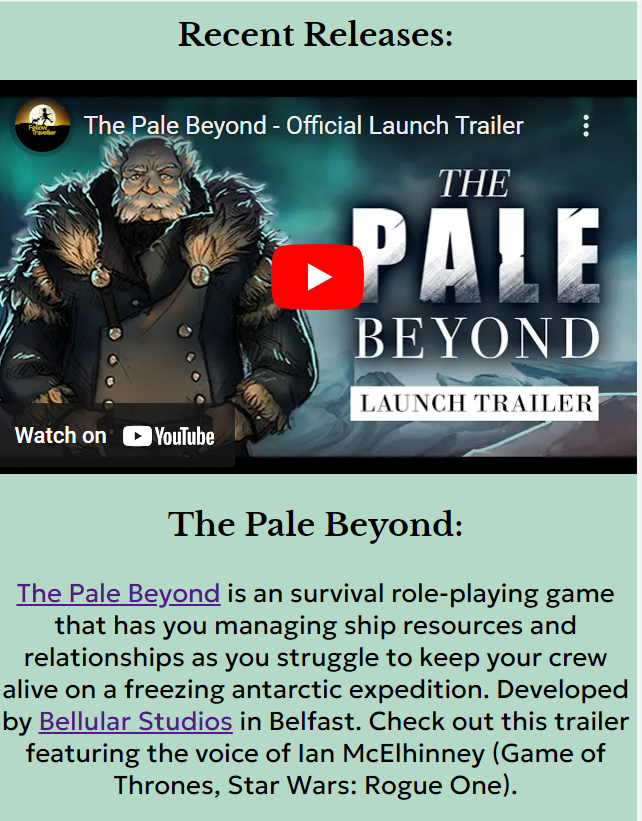 Recent Releases:
Fellow
Traveller
The Pale Beyond - Official Launch Trailer
THE
PALE
BEYOND
LAUNCH TRAILER
Watch on YouTube
The Pale Beyond:
The Pale Beyond is an survival role-playing game
that has you managing ship resources and
relationships as you struggle to keep your crew
alive on a freezing antarctic expedition. Developed
by Bellular Studios in Belfast. Check out this trailer
featuring the voice of Ian McElhinney (Game of
Thrones, Star Wars: Rogue One).